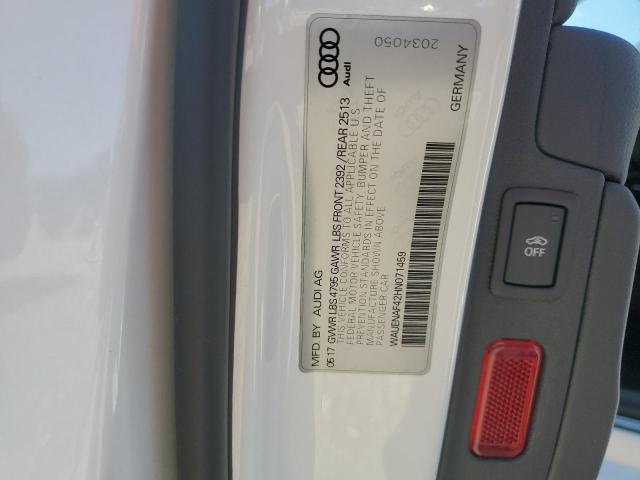 MFD. BY AUDI AG
0517 GVWR LBS 4795 GAWR LBS FRONT 2392 / REAR 2513
THIS VEHICLE CONFORMS TO ALL APPLICABLE U.S.
FEDERAL MOTOR VEHICLE SAFETY, BUMPER AND THEFT
PREVENTION STANDARDS IN EFFECT ON THE DATE OF
MANUFACTURE SHOWN ABOVE
PASSENGER CAR
WAUENAF42HN071459
Audi
2034050
GERMANY
OFF